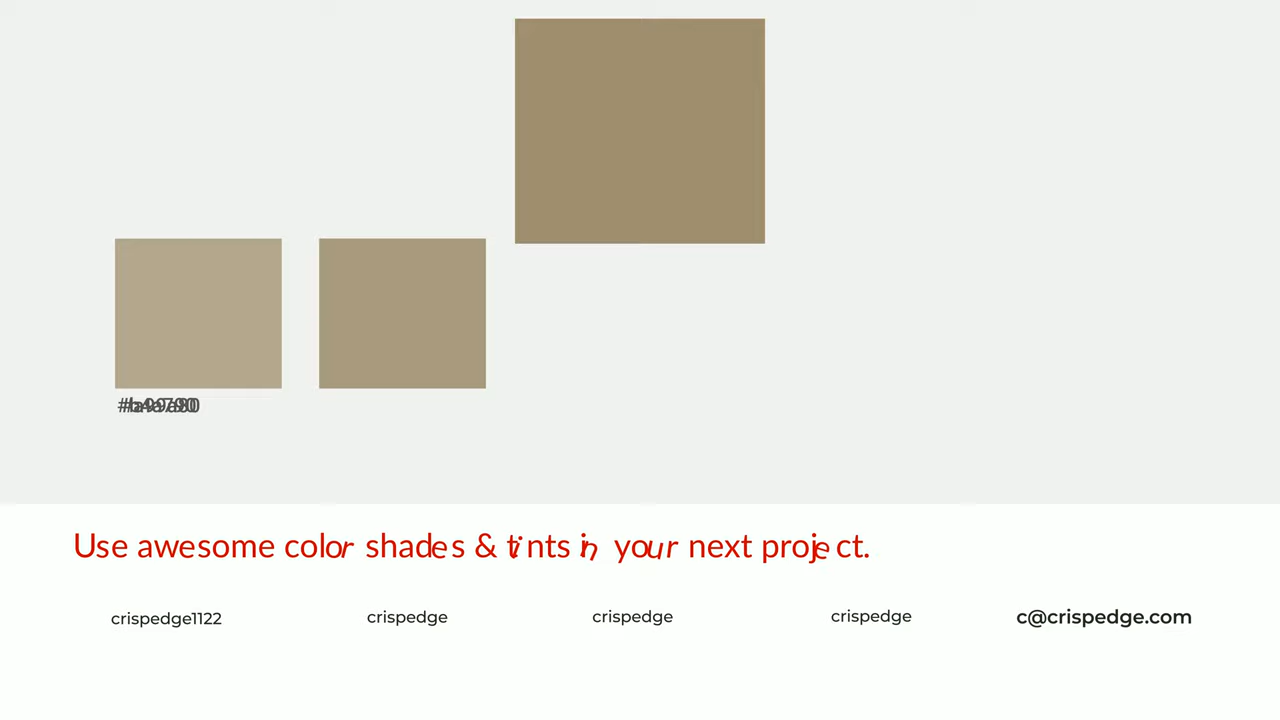 Use awesome color shades & tints in your next project.
crispedge1122 crispedge crispedge crispedge c@crispedge.com